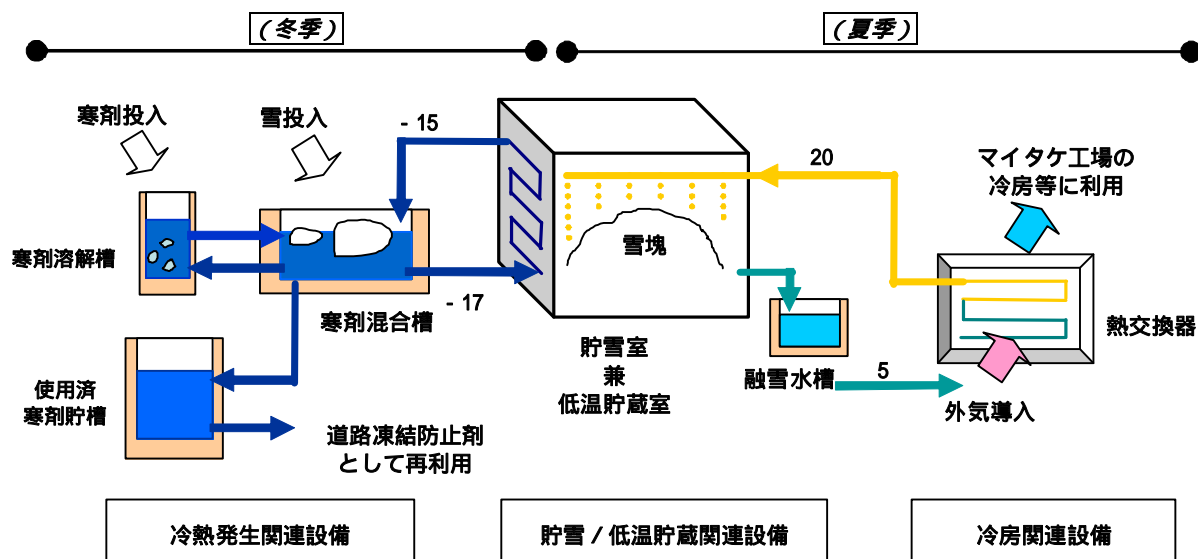 （冬季）
（夏季）
寒剤投入
雪投入
- 15
20
マイタケ工場の
冷房等に利用
寒剤溶解槽
雪塊
寒剤混合槽
- 17
熱交換器
貯雪室
兼
低温貯蔵室
融雪水槽
5
外気導入
使用済
寒剤貯槽
道路凍結防止剤
として再利用
冷熱発生関連設備
貯雪 / 低温貯蔵関連設備
冷房関連設備